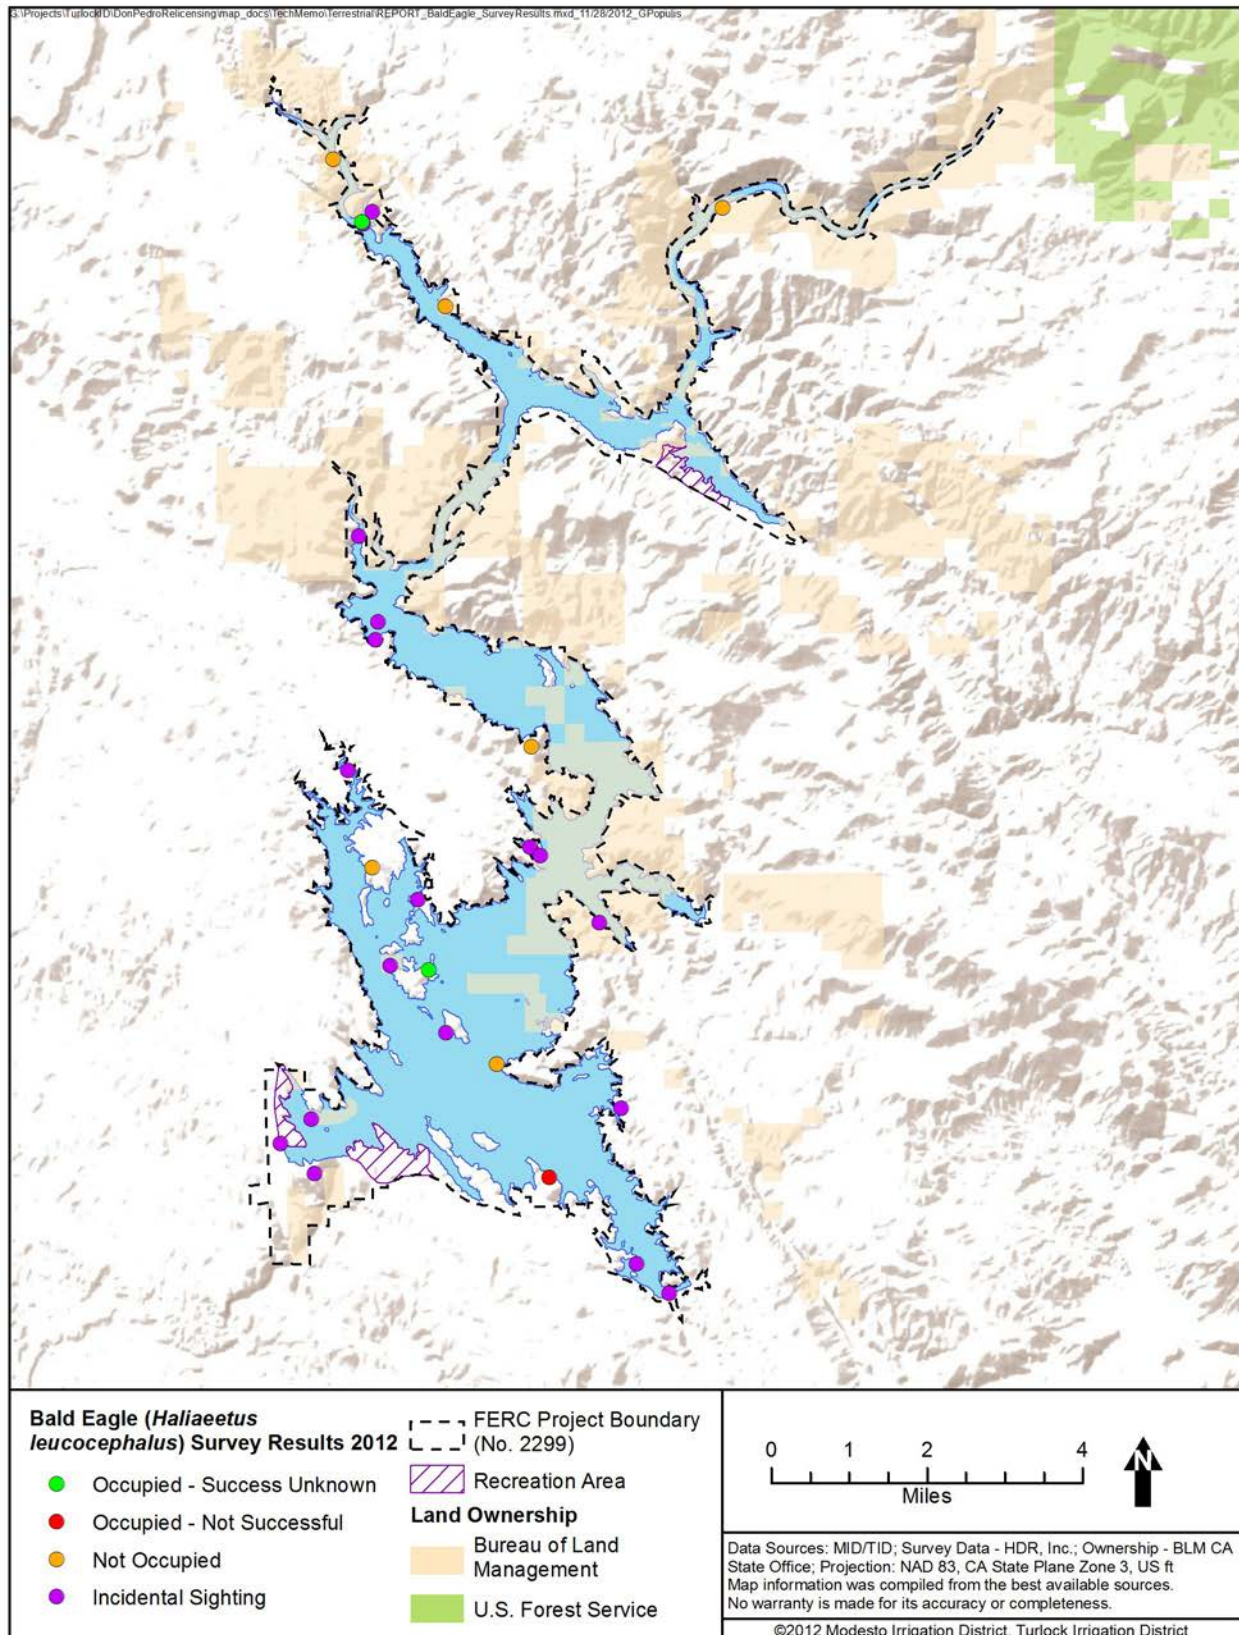 G:\Projects\TurlockID\DonPedroRelicensing\map_docs\TechMemo\Terrestrial\REPORT_BaldEagle_SurveyResults.mxd_11/28/2012_GPopulis
Bald Eagle (Haliaeetus
leucocephalus) Survey Results 2012
Occupied - Success Unknown
Occupied - Not Successful
Not Occupied
Incidental Sighting
FERC Project Boundary
(No. 2299)
Recreation Area
Land Ownership
Bureau of Land
Management
U.S. Forest Service
0 1 2 4
Miles
N
Data Sources: MID/TID; Survey Data - HDR, Inc.; Ownership - BLM CA
State Office; Projection: NAD 83, CA State Plane Zone 3, US ft
Map information was compiled from the best available sources.
No warranty is made for its accuracy or completeness.
©2012 Modesto Irrigation District, Turlock Irrigation District